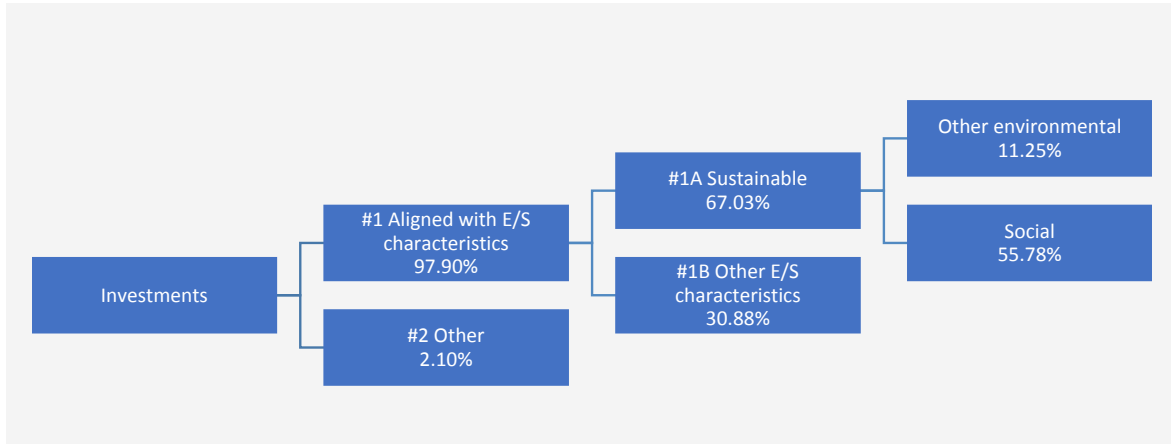 Investments
#1 Aligned with E/S
characteristics
97.90%
#2 Other
2.10%
#1A Sustainable
67.03%
#1B Other E/S
characteristics
30.88%
Other environmental
11.25%
Social
55.78%